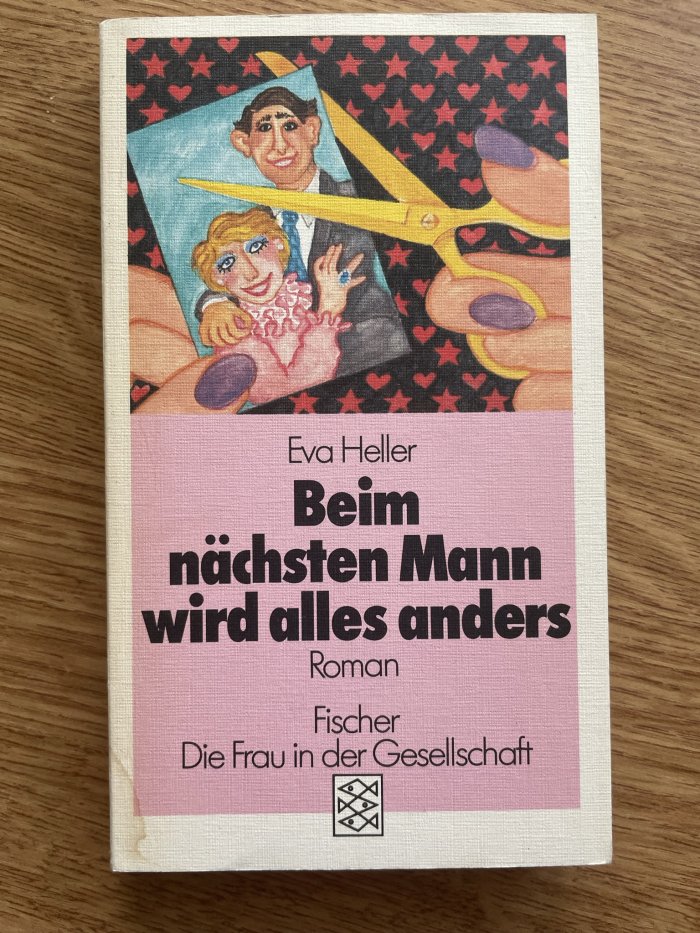 Eva Heller
Beim
nächsten Mann
wird alles anders
Roman
Fischer
Die Frau in der Gesellschaft